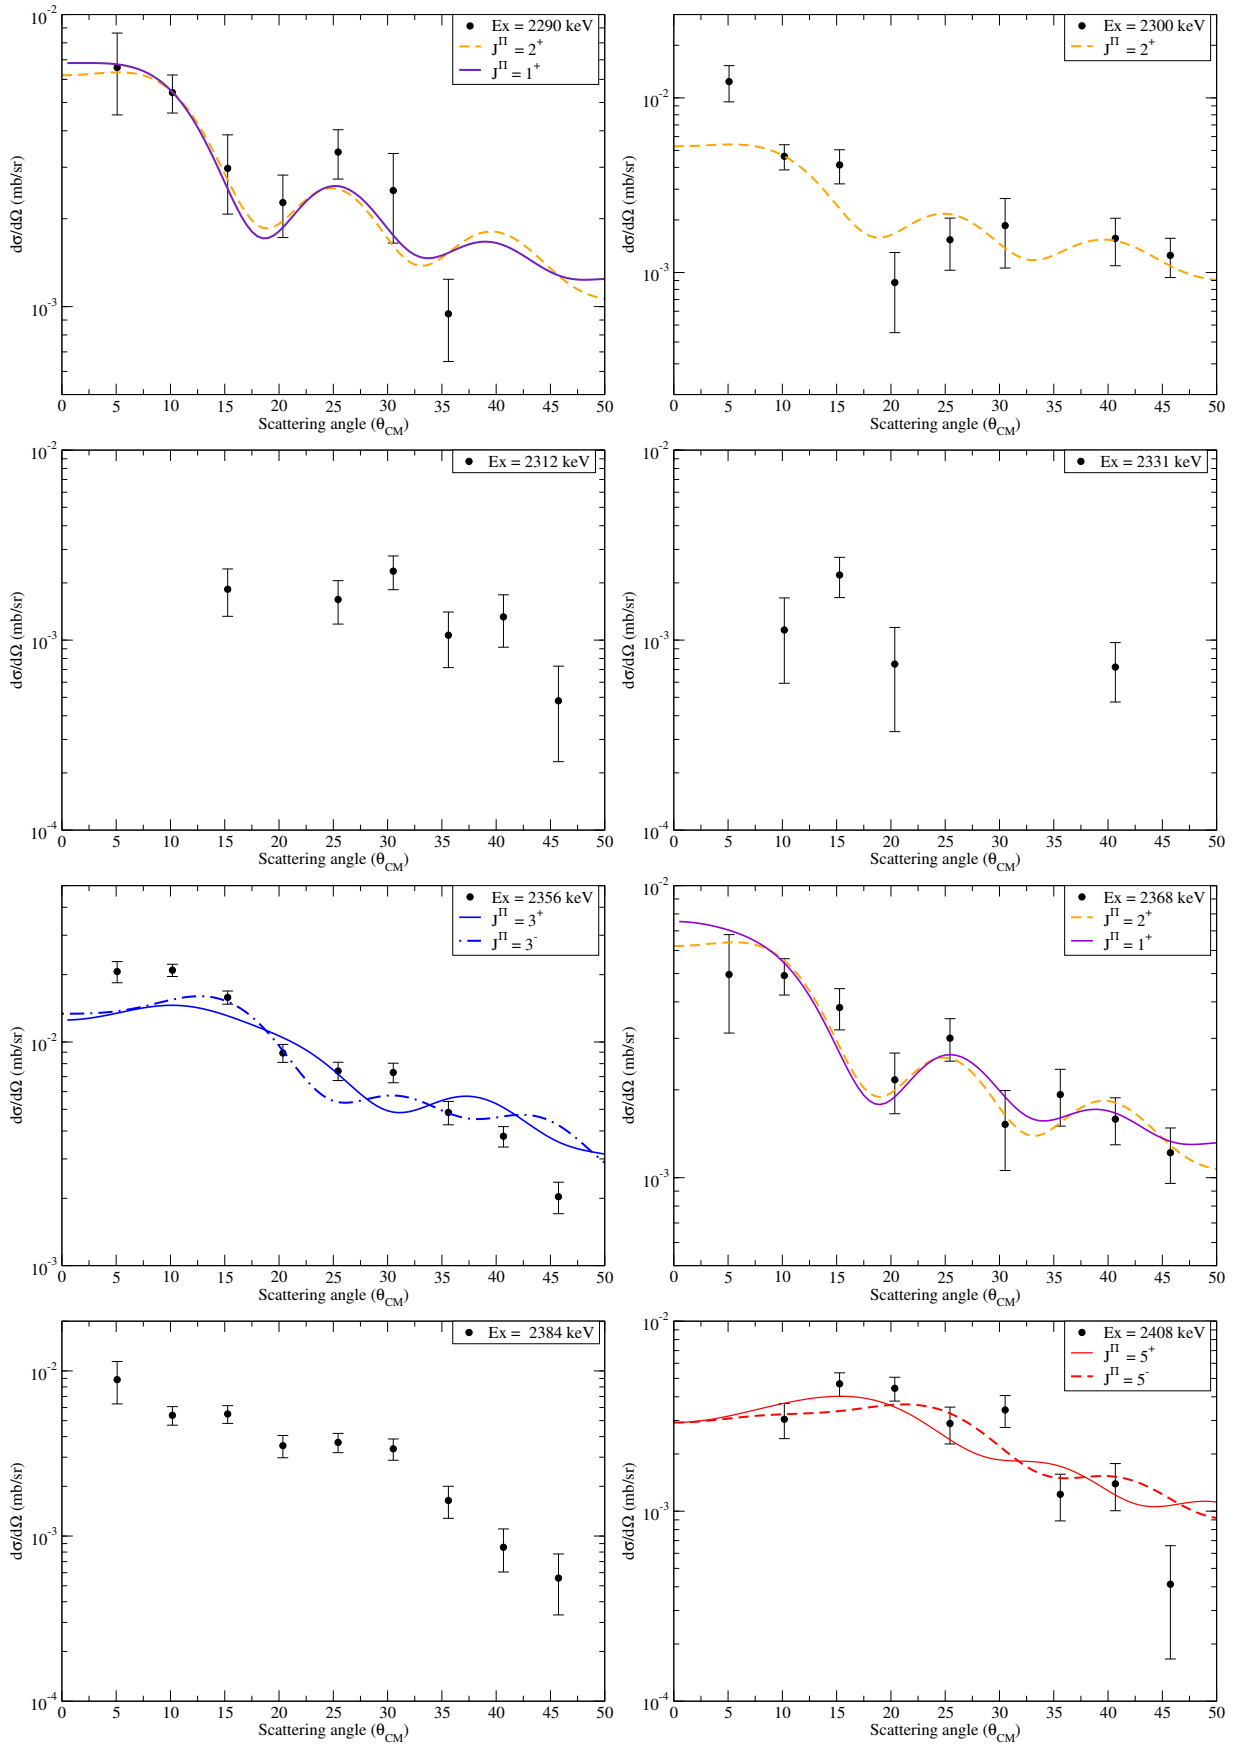 Ex = 2290 keV
J^Π = 2^+
J^Π = 1^+
10^-2
10^-3
dσ/dΩ (mb/sr)
0 5 10 15 20 25 30 35 40 45 50
Scattering angle (θ_CM)
Ex = 2300 keV
J^Π = 2^+
10^-2
10^-3
dσ/dΩ (mb/sr)
0 5 10 15 20 25 30 35 40 45 50
Scattering angle (θ_CM)
Ex = 2312 keV
10^-2
10^-3
10^-4
dσ/dΩ (mb/sr)
0 5 10 15 20 25 30 35 40 45 50
Scattering angle (θ_CM)
Ex = 2331 keV
10^-2
10^-3
10^-4
dσ/dΩ (mb/sr)
0 5 10 15 20 25 30 35 40 45 50
Scattering angle (θ_CM)
Ex = 2356 keV
J^Π = 3^+
J^Π = 3^-
10^-2
10^-3
dσ/dΩ (mb/sr)
0 5 10 15 20 25 30 35 40 45 50
Scattering angle (θ_CM)
Ex = 2368 keV
J^Π = 2^+
J^Π = 1^+
10^-2
10^-3
dσ/dΩ (mb/sr)
0 5 10 15 20 25 30 35 40 45 50
Scattering angle (θ_CM)
Ex = 2384 keV
10^-2
10^-3
10^-4
dσ/dΩ (mb/sr)
0 5 10 15 20 25 30 35 40 45 50
Scattering angle (θ_CM)
Ex = 2408 keV
J^Π = 5^+
J^Π = 5^-
10^-2
10^-3
10^-4
dσ/dΩ (mb/sr)
0 5 10 15 20 25 30 35 40 45 50
Scattering angle (θ_CM)